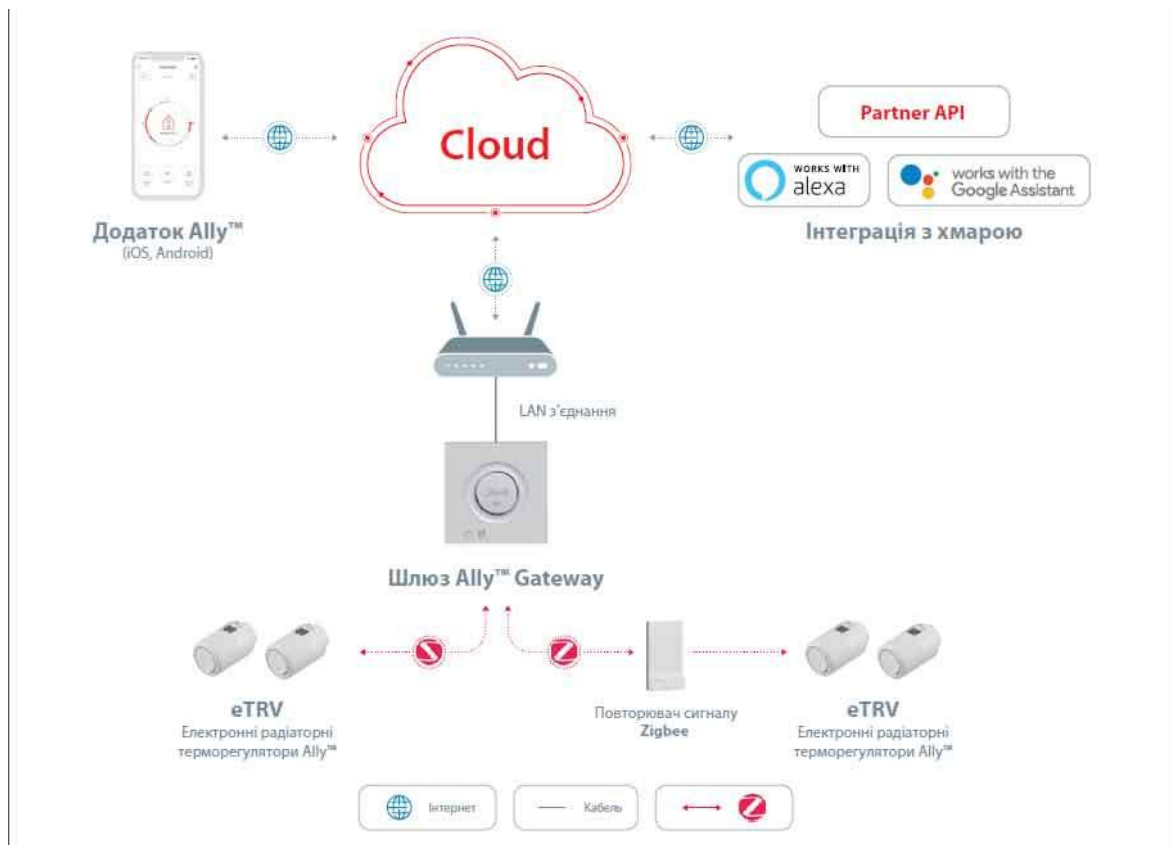 Cloud
Partner API
WORKS WITH
alexa
works with the
Google Assistant
Додаток Ally™
(iOS, Android)
Інтеграція з хмарою
LAN з'єднання
Шлюз Ally™ Gateway
eTRV
Електронні радіаторні
терморегулятори Ally™
Повторювач сигналу
Zigbee
eTRV
Електронні радіаторні
терморегулятори Ally™
Інтернет
Кабель